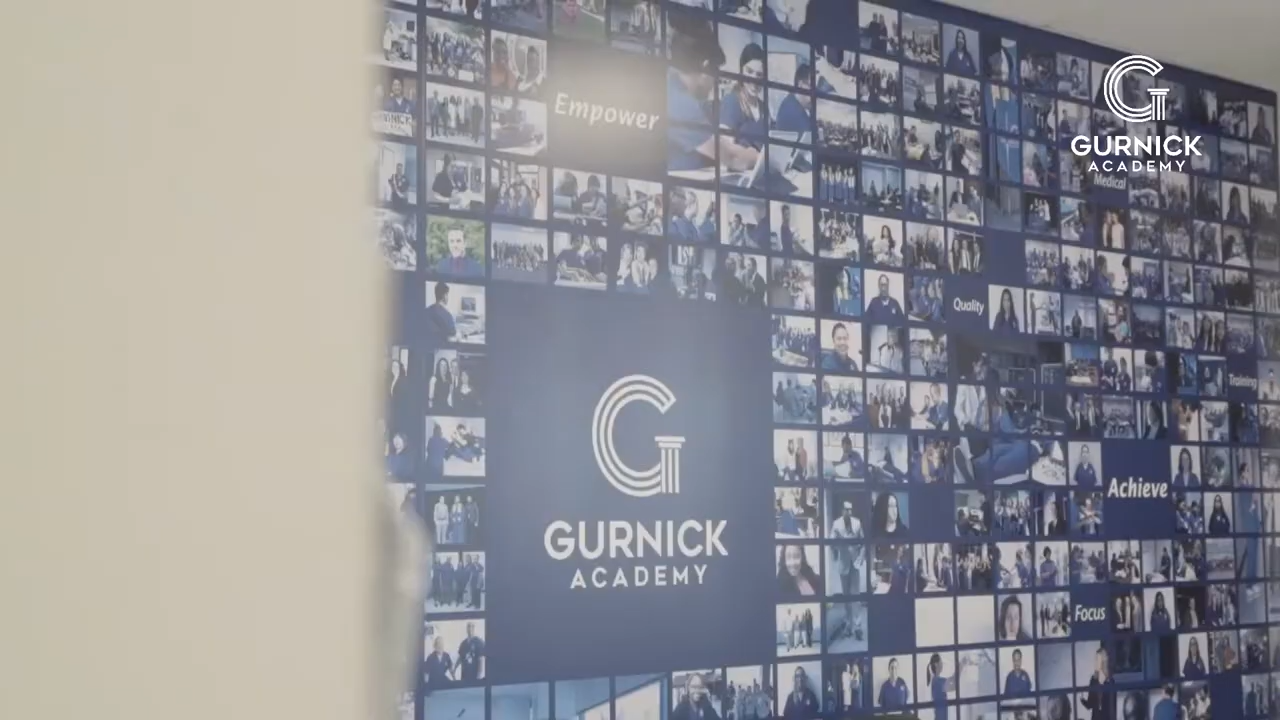 Empower
GURNICK
ACADEMY
Medical
Quality
Training
GURNICK
ACADEMY
Achieve
Focus